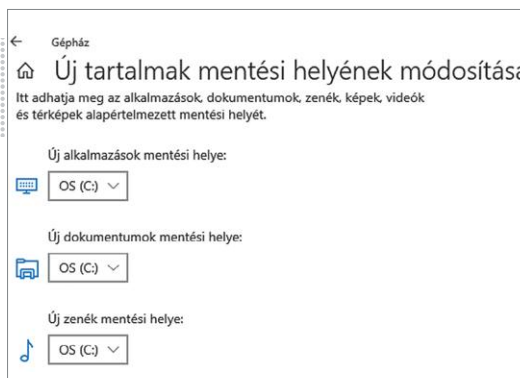 Gépház
Új tartalmak mentési helyének módosítása
Itt adhatja meg az alkalmazások, dokumentumok, zenék, képek, videók
és térképek alapértelmezett mentési helyét.
Új alkalmazások mentési helye:
OS (C:)
Új dokumentumok mentési helye:
OS (C:)
Új zenék mentési helye:
OS (C:)